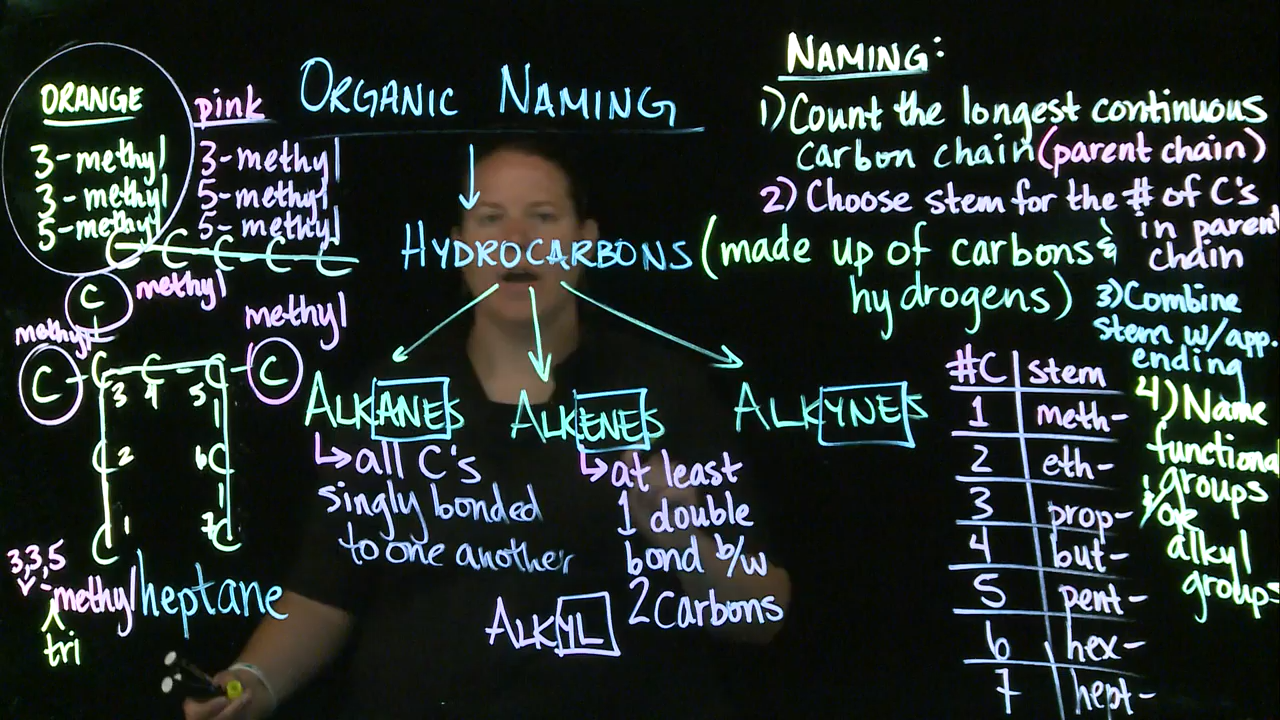 ORANGE
3-methyl
3-methyl
5-methyl
pink
3-methyl
5-methyl
5-methyl
C C C C C
C methyl
methyl
methyl
C C C C C
3 4 5
C 2 6 C
C 1 7 C
3,3,5
- methyl heptane
tri
ORGANIC NAMING
HYDROCARBONS (made up of carbons &
hydrogens)
ALKANES
all C's
singly bonded
to one another
ALKENES
at least
1 double
bond b/w
2 Carbons
ALKYNES
ALKYL
NAMING:
1) Count the longest continuous
carbon chain (parent chain)
2) Choose stem for the # of C's
in parent
chain
3) Combine
stem w/app.
ending
4) Name
functional
groups
&/or
alkyl
groups
#C stem
1 meth-
2 eth-
3 prop-
4 but-
5 pent-
6 hex-
7 hept-